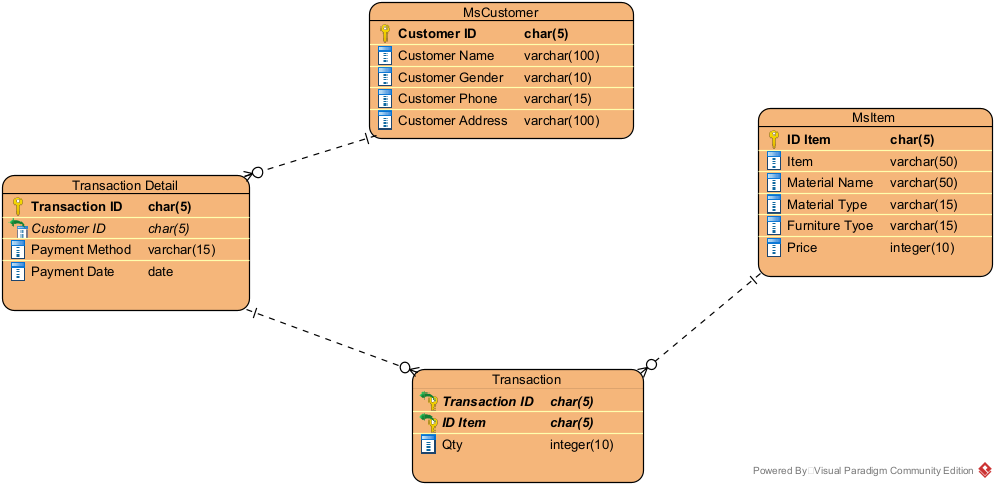 MsCustomer
Customer ID char(5)
Customer Name varchar(100)
Customer Gender varchar(10)
Customer Phone varchar(15)
Customer Address varchar(100)
MsItem
ID Item char(5)
Item varchar(50)
Material Name varchar(50)
Material Type varchar(15)
Furniture Tyoe varchar(15)
Price integer(10)
Transaction Detail
Transaction ID char(5)
Customer ID char(5)
Payment Method varchar(15)
Payment Date date
Transaction
Transaction ID char(5)
ID Item char(5)
Qty integer(10)
Powered By Visual Paradigm Community Edition